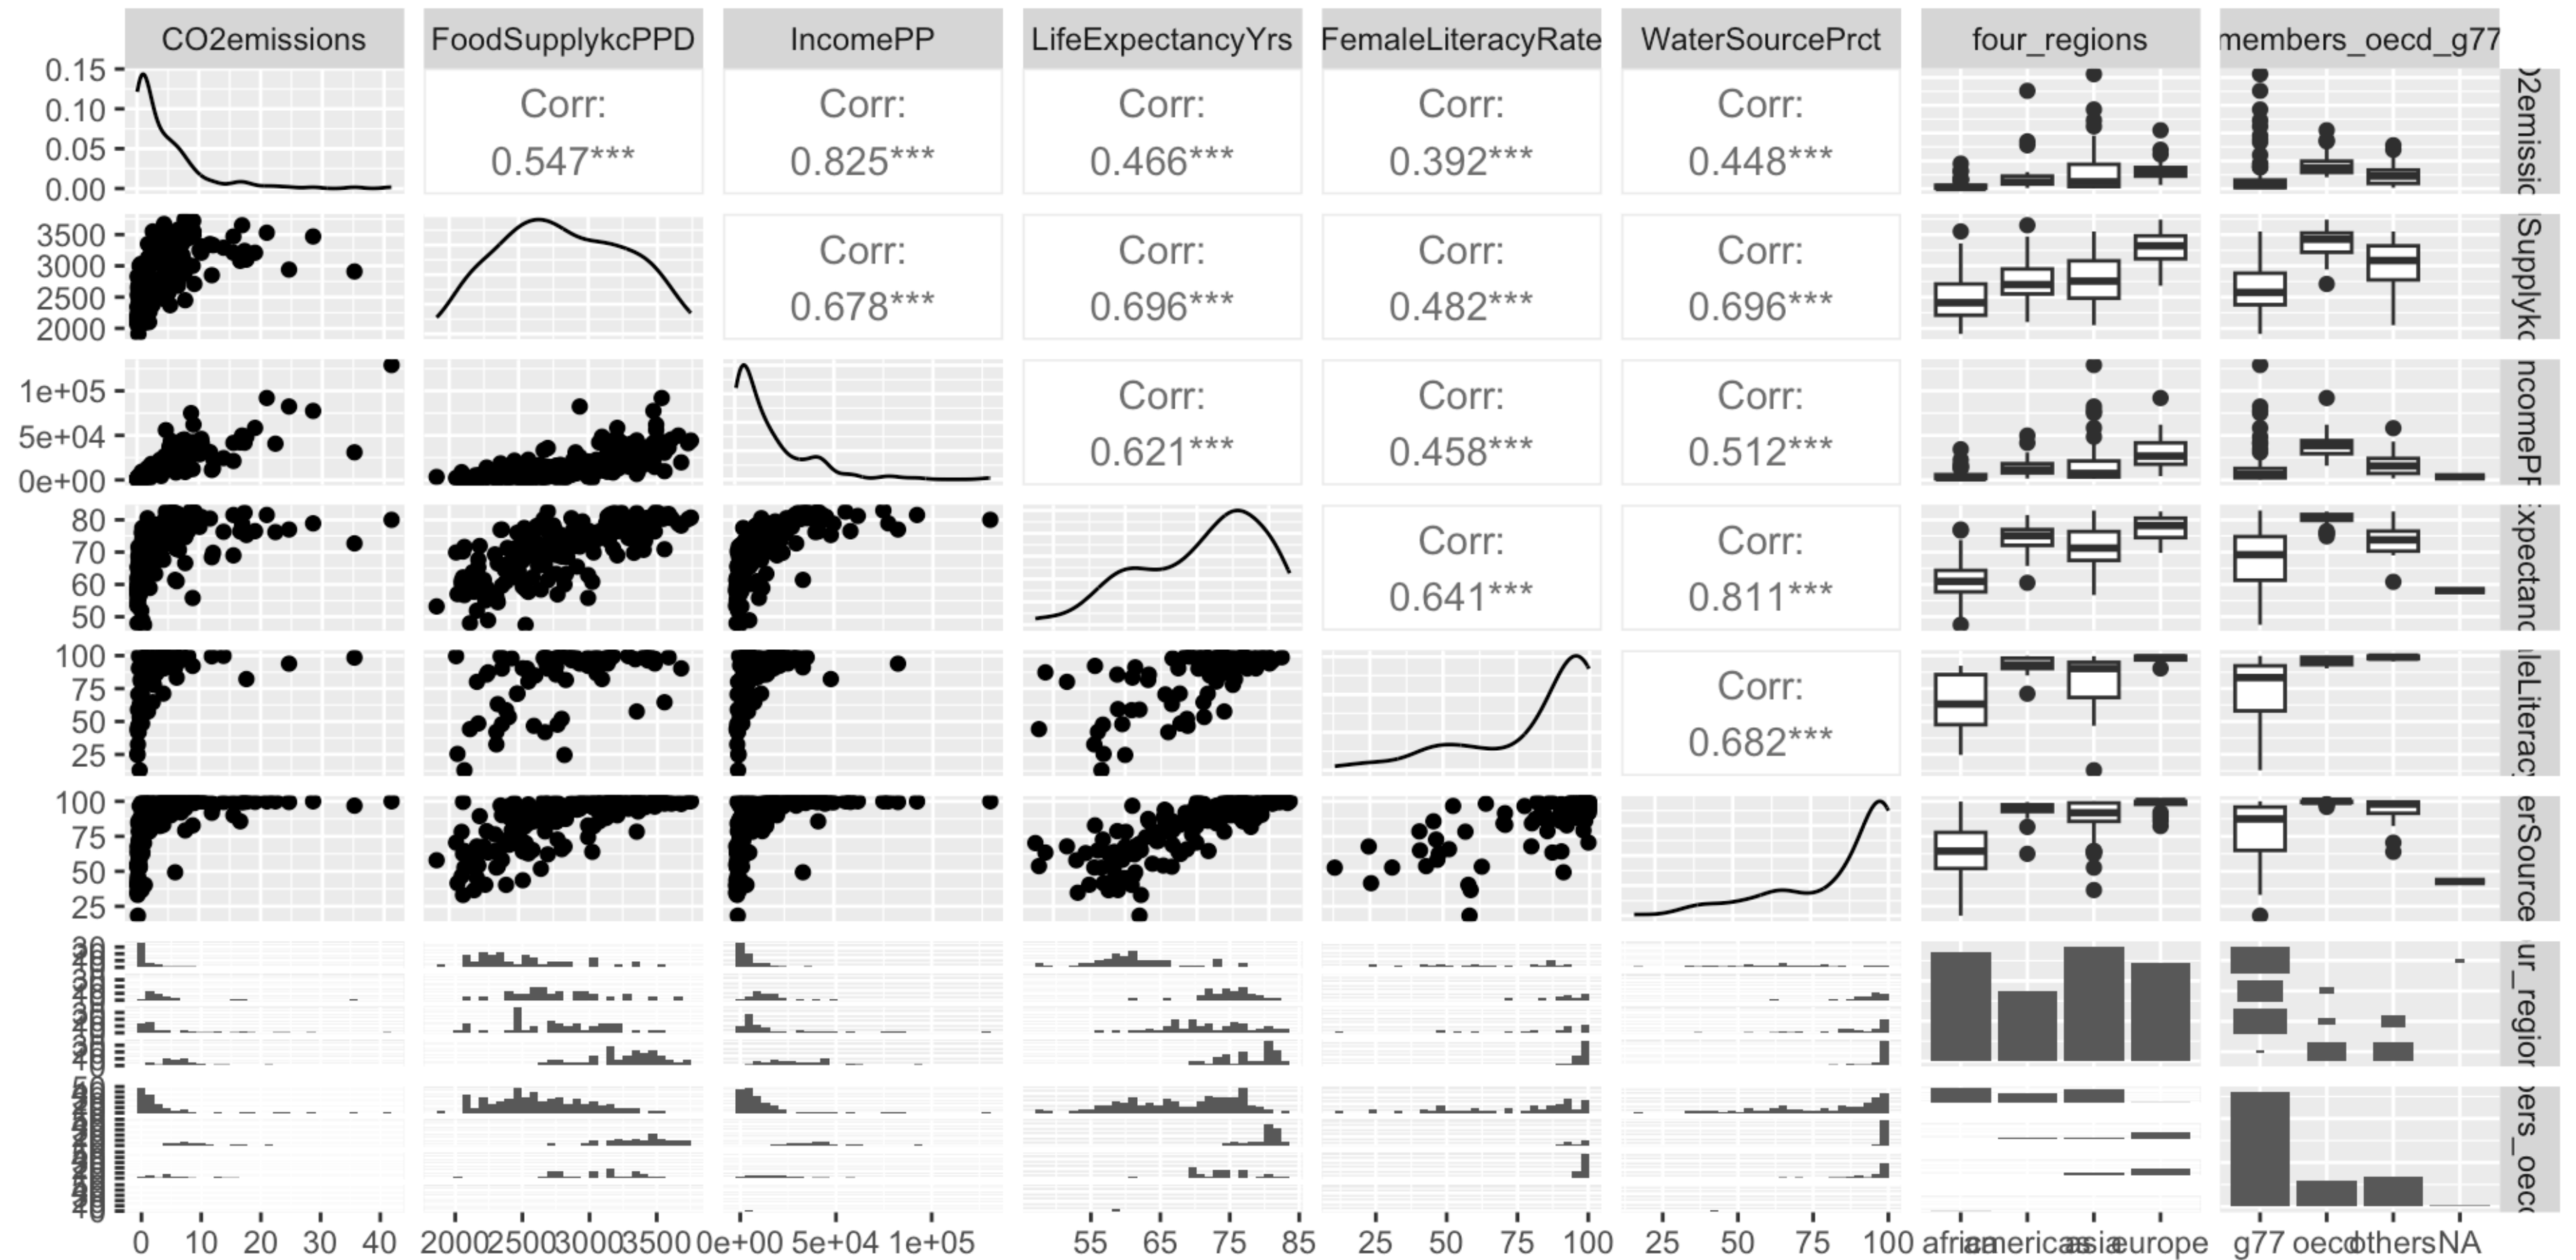 CO2emissions FoodSupplykcPPD IncomePP LifeExpectancyYrs FemaleLiteracyRate WaterSourcePrct four_regions members_oecd_g77
0.15
0.10
0.05
0.00
Corr: Corr: Corr: Corr: Corr:
0.547*** 0.825*** 0.466*** 0.392*** 0.448***
3500
3000
2500
2000
Corr: Corr: Corr: Corr:
0.678*** 0.696*** 0.482*** 0.696***
1e+05
5e+04
0e+00
Corr: Corr: Corr:
0.621*** 0.458*** 0.512***
80
70
60
50
Corr: Corr:
0.641*** 0.811***
100
75
50
25
Corr:
0.682***
100
75
50
25
0 10 20 30 40 2000 2500 3000 3500 0e+00 5e+04 1e+05 55 65 75 85 25 50 75 100 25 50 75 100 africa americas asia europe g77 oecd others NA